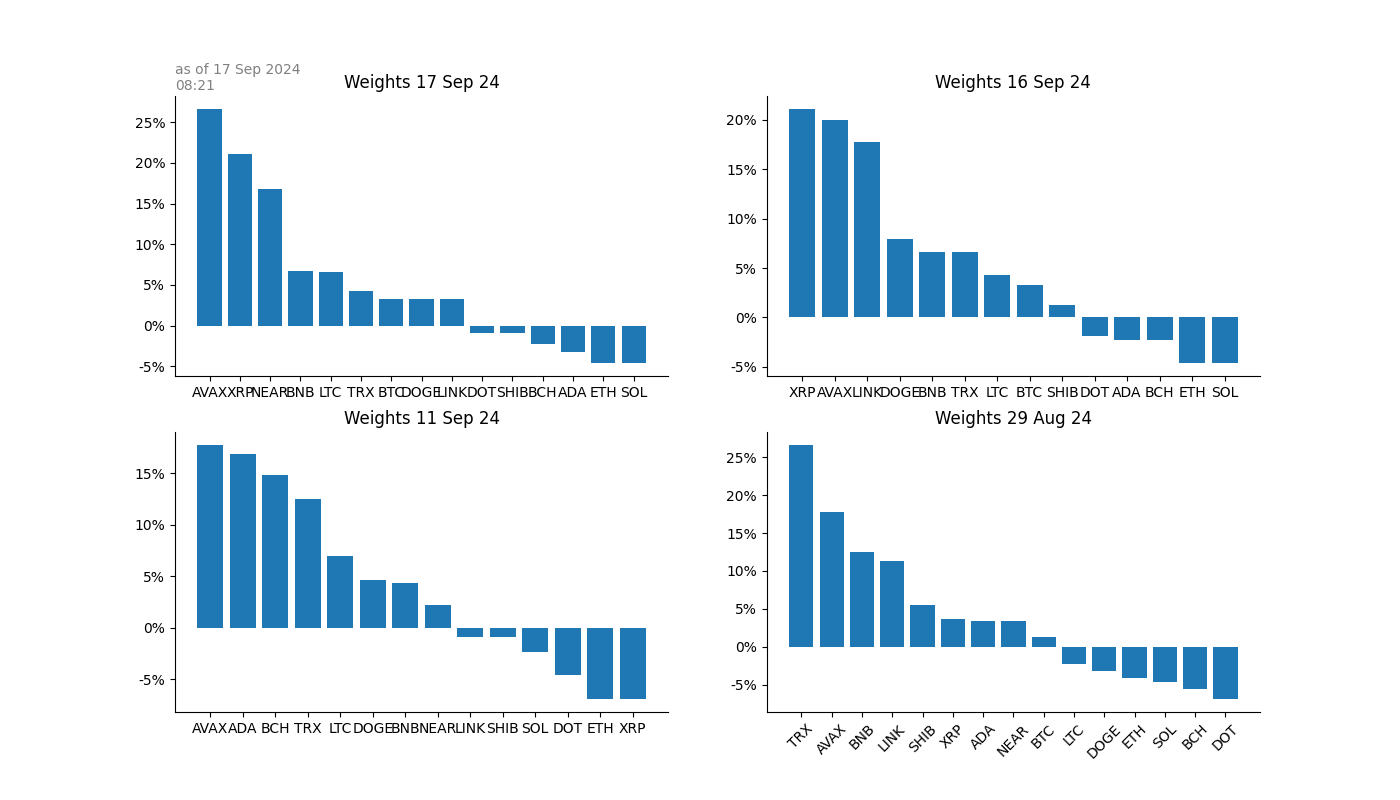 as of 17 Sep 2024
08:21
Weights 17 Sep 24
25%
20%
15%
10%
5%
0%
-5%
AVAX XRP NEAR BNB LTC TRX BTC DOGE LINK DOT SHIB BCH ADA ETH SOL
Weights 16 Sep 24
20%
15%
10%
5%
0%
-5%
XRP AVAX LINK DOGE BNB TRX LTC BTC SHIB DOT ADA BCH ETH SOL
Weights 11 Sep 24
15%
10%
5%
0%
-5%
AVAX ADA BCH TRX LTC DOGE BNB NEAR LINK SHIB SOL DOT ETH XRP
Weights 29 Aug 24
25%
20%
15%
10%
5%
0%
-5%
TRX AVAX BNB LINK SHIB XRP ADA NEAR BTC LTC DOGE ETH SOL BCH DOT